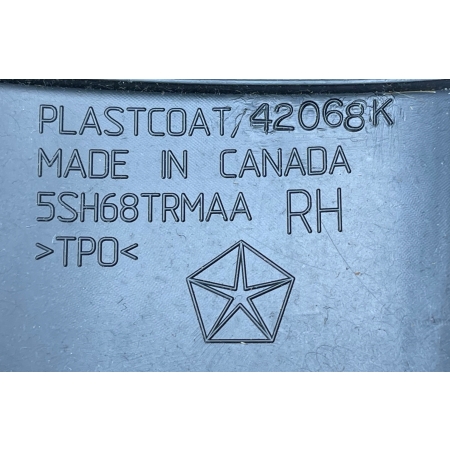 PLASTCOAT/42068K
MADE IN CANADA
5SH68TRMAA RH
>TPO<